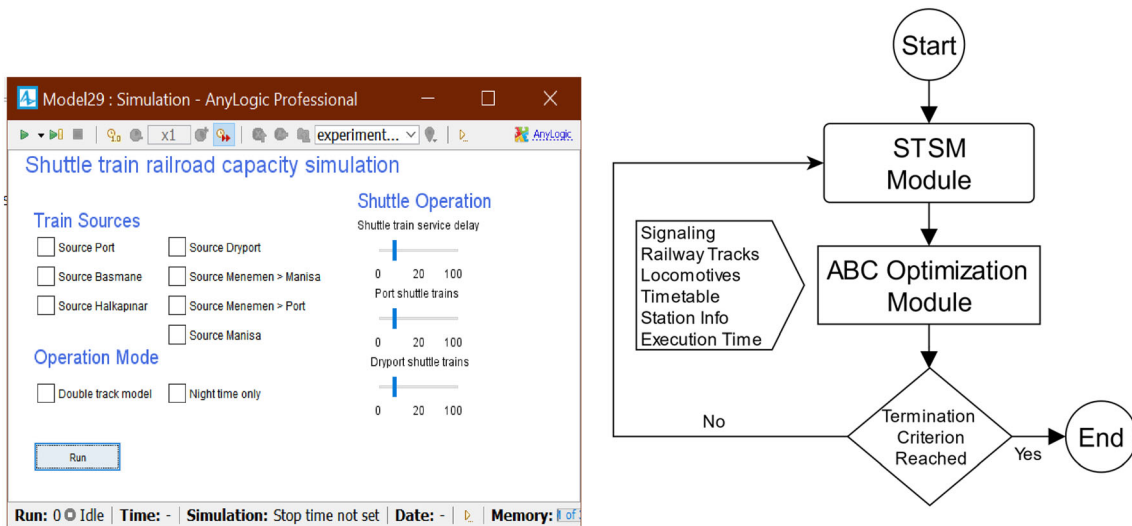 Model29 : Simulation - AnyLogic Professional
x1
experiment...
AnyLogic
Shuttle train railroad capacity simulation
Train Sources
Source Port
Source Dryport
Source Basmane
Source Menemen > Manisa
Source Halkapınar
Source Menemen > Port
Source Manisa
Operation Mode
Double track model
Night time only
Run
Shuttle Operation
Shuttle train service delay
0 20 100
Port shuttle trains
0 20 100
Dryport shuttle trains
0 20 100
Run: 0 Idle | Time: - | Simulation: Stop time not set | Date: - | Memory: of
Start
STSM
Module
Signaling
Railway Tracks
Locomotives
Timetable
Station Info
Execution Time
ABC Optimization
Module
Termination
Criterion
Reached
No
Yes
End